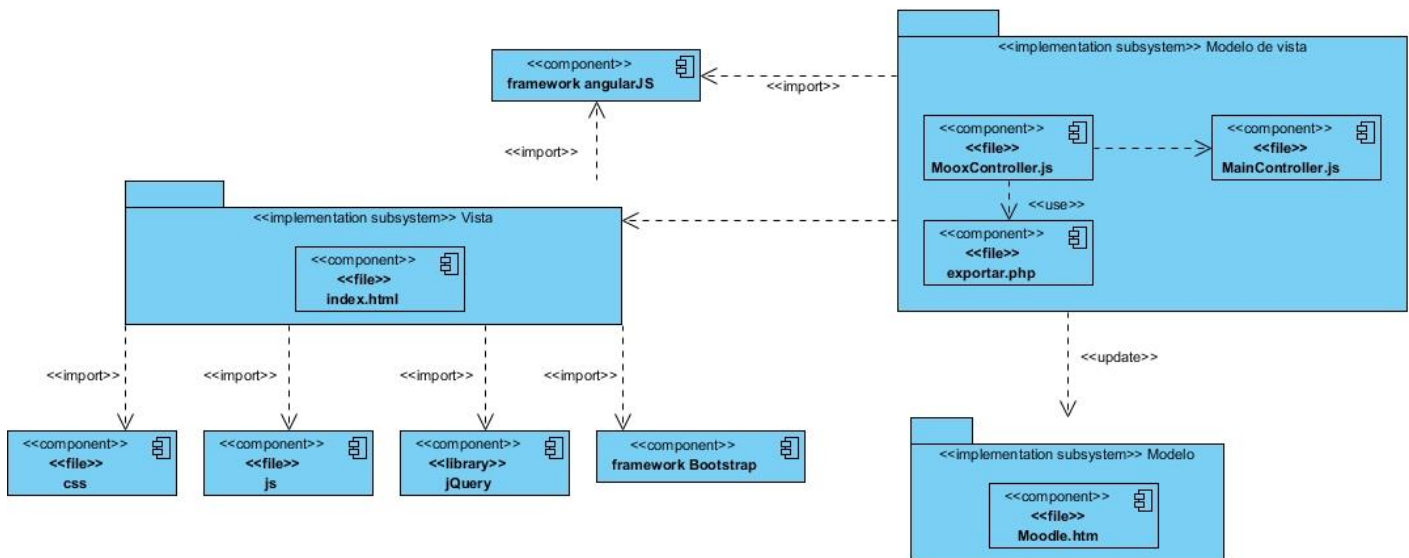 <<implementation subsystem>> Modelo de vista
<<component>>
framework angularJS
<<import>>
<<component>>
<<file>>
MooxController.js
<<component>>
<<file>>
MainController.js
<<import>>
<<use>>
<<implementation subsystem>> Vista
<<component>>
<<file>>
exportar.php
<<component>>
<<file>>
index.html
<<update>>
<<import>>
<<import>>
<<import>>
<<import>>
<<component>>
<<file>>
css
<<component>>
<<file>>
js
<<component>>
<<library>>
jQuery
<<component>>
framework Bootstrap
<<implementation subsystem>> Modelo
<<component>>
<<file>>
Moodle.htm